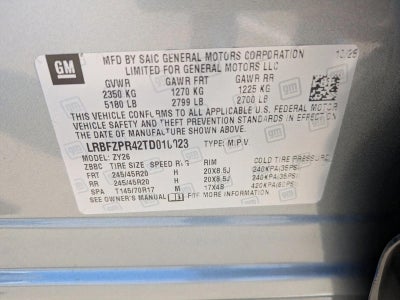 GM
MFD BY SAIC GENERAL MOTORS CORPORATION 10/25
LIMITED FOR GENERAL MOTORS LLC
GVWR GAWR FRT GAWR RR
2350 KG 1270 KG 1225 KG
5180 LB 2799 LB 2700 LB
THIS VEHICLE CONFORMS TO ALL APPLICABLE U.S. FEDERAL MOTOR
VEHICLE SAFETY AND THEFT PREVENTION STANDARDS IN EFFECT ON
THE DATE OF MANUFACTURE SHOWN ABOVE.
TYPE: M.P.V
MODEL: ZY26
ZBBC TIRE SIZE SPEED RTG RIM COLD TIRE PRESSURE
FRT 245/45R20 H 20X8.5J 240KPA(35PSI
RR 245/45R20 H 20X8.5J 240KPA(35PSI
SPA T145/70R17 M 17X4B 420KPA(60PSI
SEE OWNER'S MANUAL FOR MORE INFORMATION.